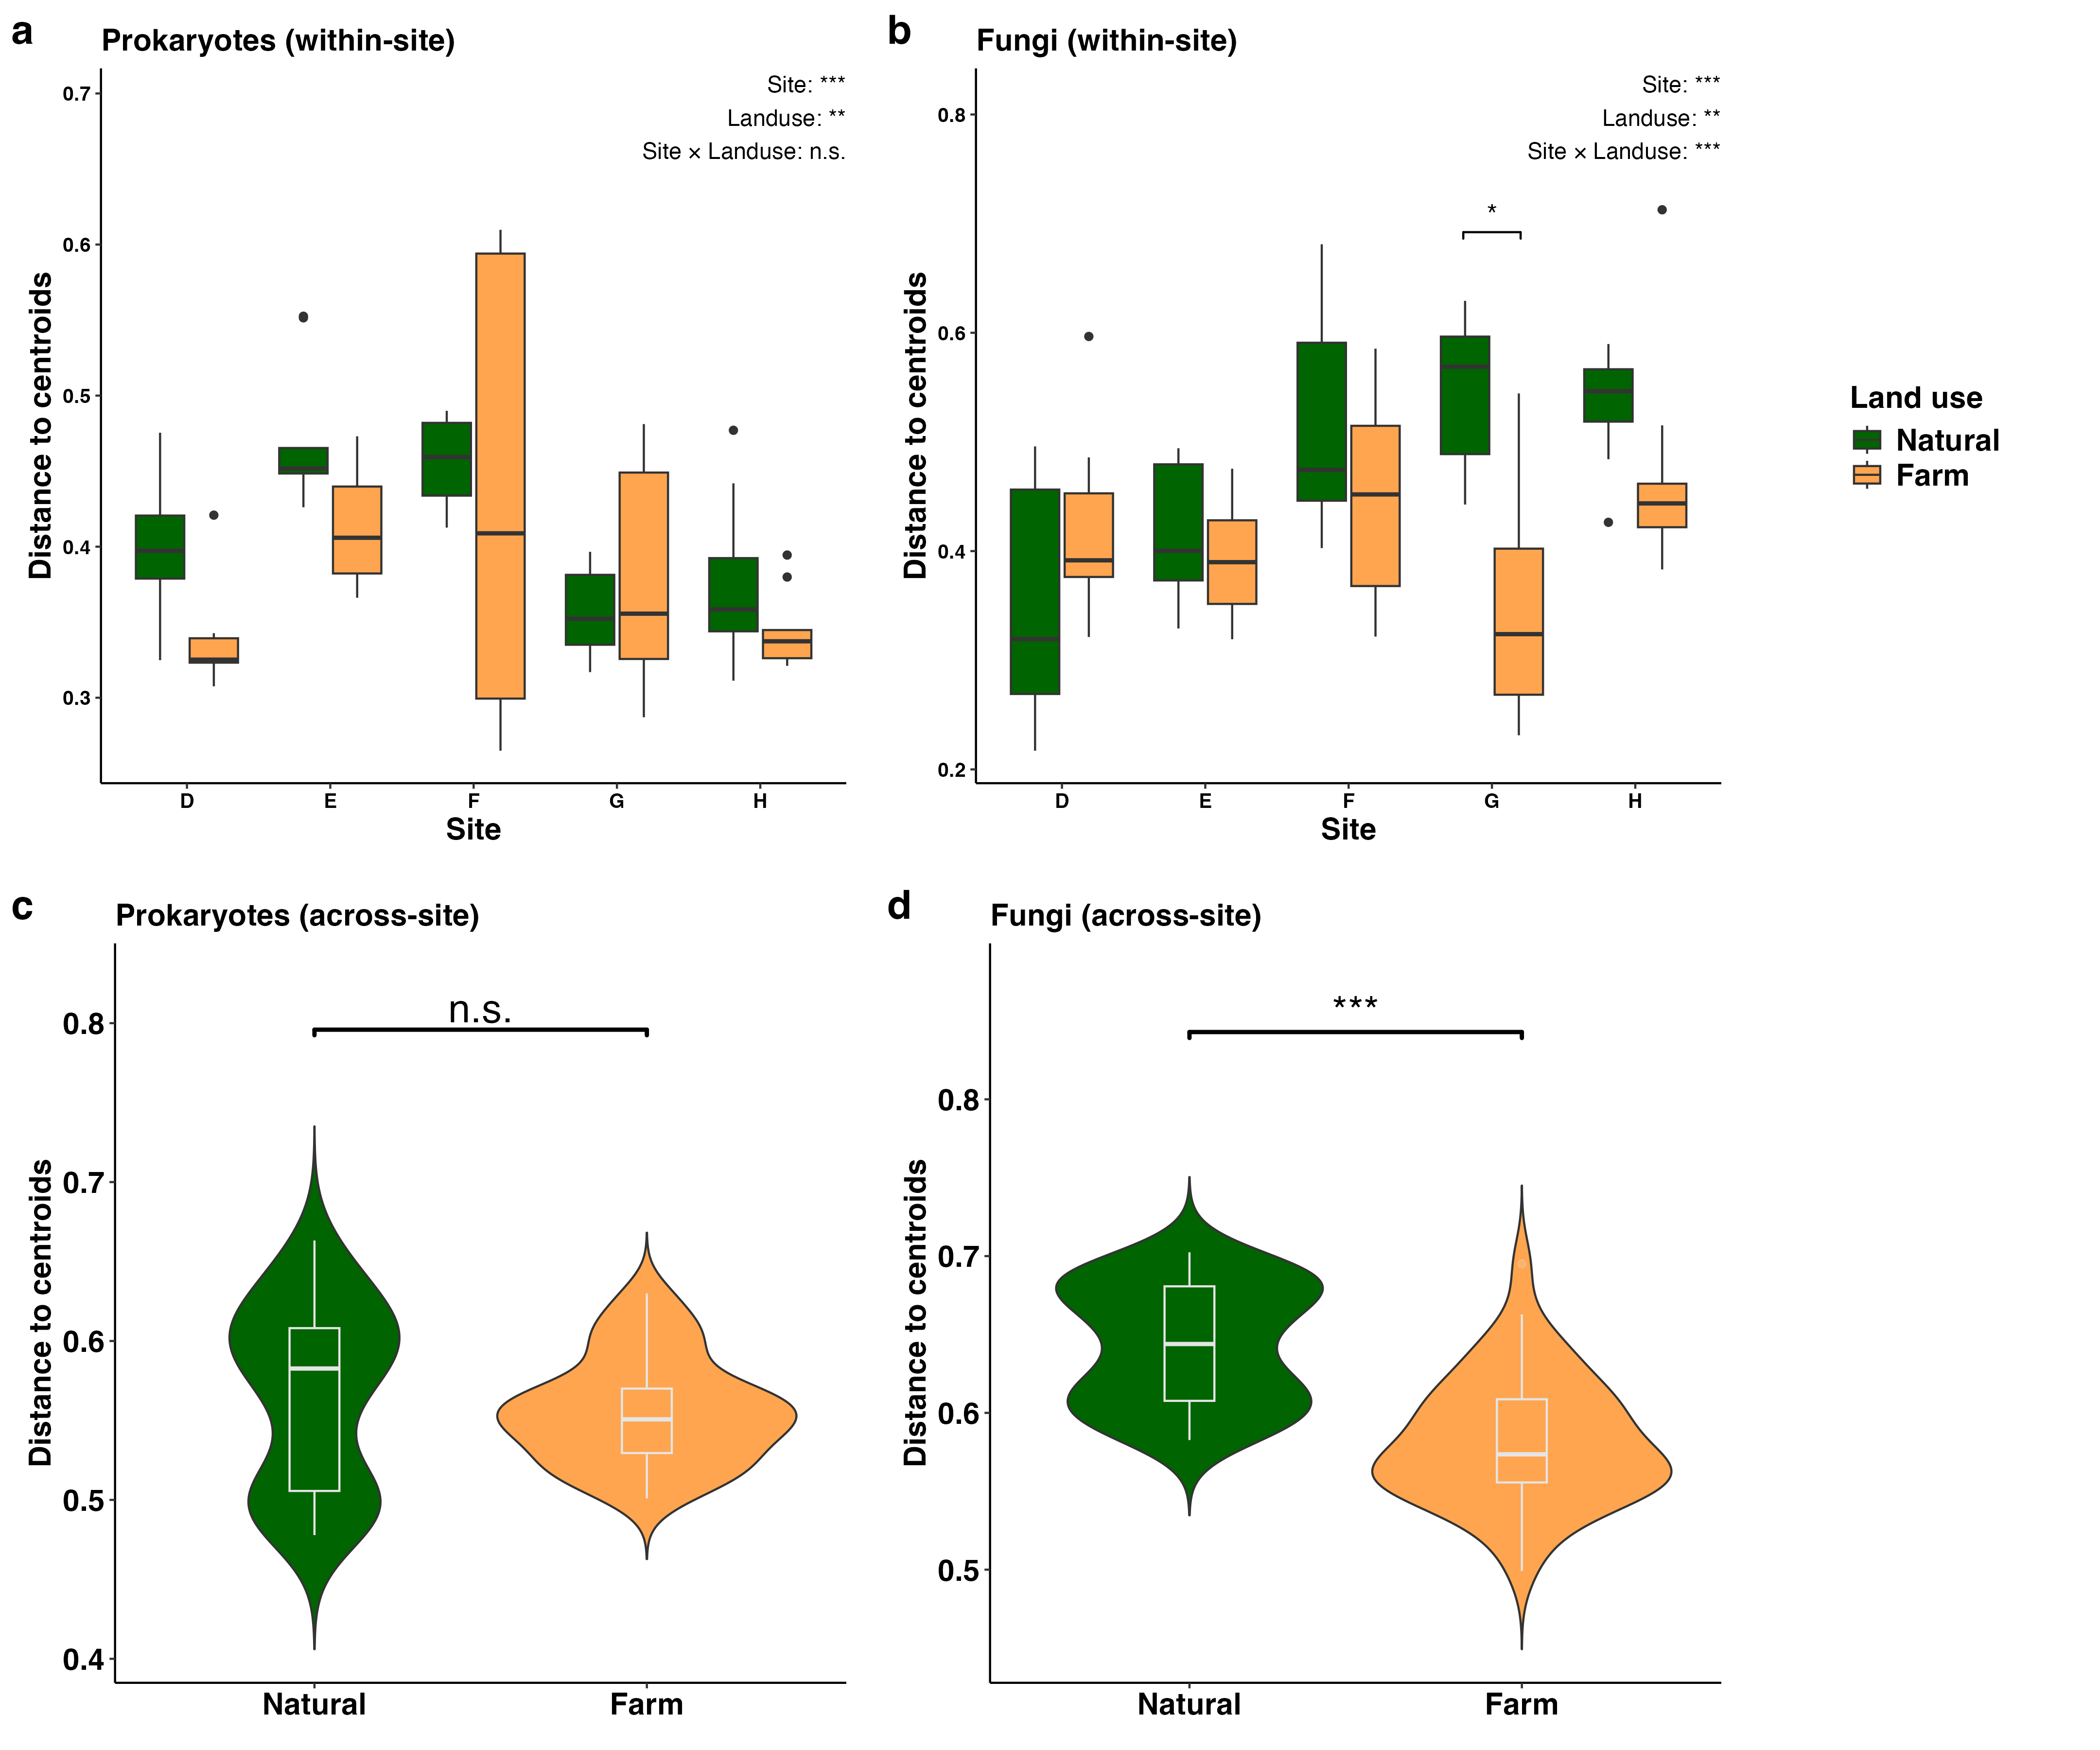 a
Prokaryotes (within-site)
Site: ***
Landuse: **
Site × Landuse: n.s.
Distance to centroids
0.7
0.6
0.5
0.4
0.3
D E F G H
Site
b
Fungi (within-site)
Site: ***
Landuse: **
Site × Landuse: ***
*
Distance to centroids
0.8
0.6
0.4
0.2
D E F G H
Site
Land use
Natural
Farm
c
Prokaryotes (across-site)
n.s.
Distance to centroids
0.8
0.7
0.6
0.5
0.4
Natural Farm
d
Fungi (across-site)
***
Distance to centroids
0.8
0.7
0.6
0.5
Natural Farm